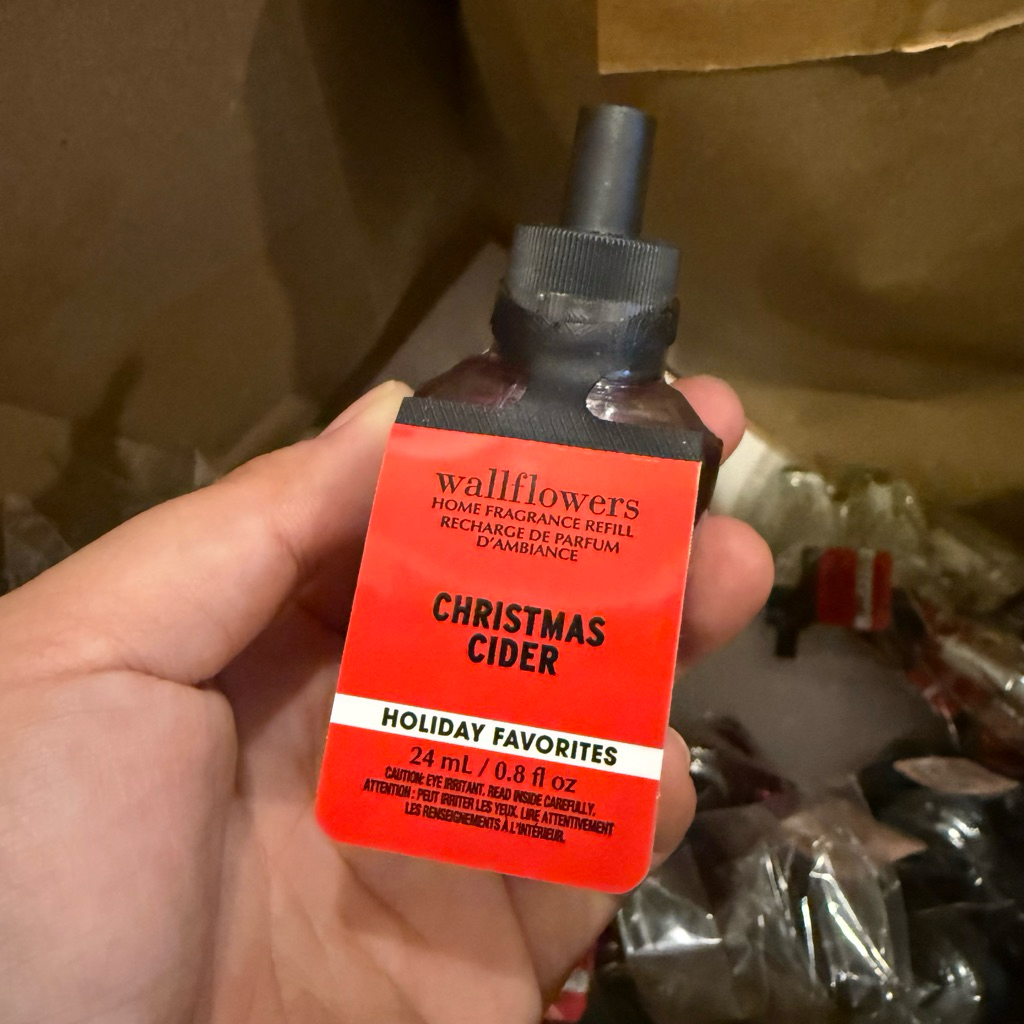 wallflowers
HOME FRAGRANCE REFILL
RECHARGE DE PARFUM
D'AMBIANCE
CHRISTMAS
CIDER
HOLIDAY FAVORITES
24 mL / 0.8 fl oz
CAUTION: EYE IRRITANT. READ INSIDE CAREFULLY.
ATTENTION : PEUT IRRITER LES YEUX. LIRE ATTENTIVEMENT
LES RENSEIGNEMENTS À L'INTÉRIEUR.